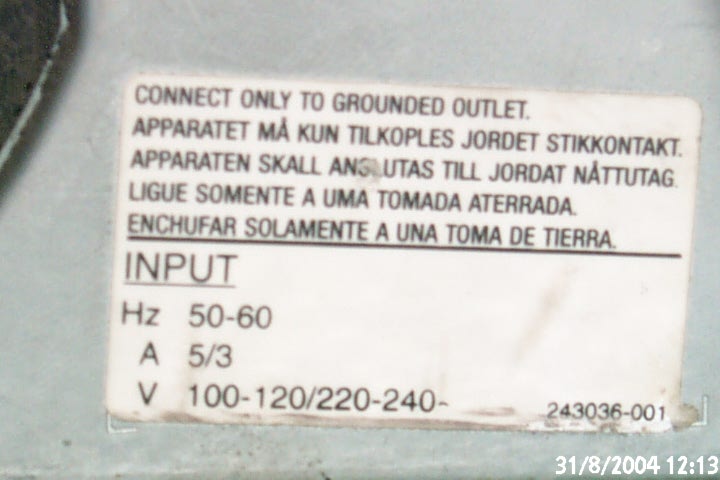 CONNECT ONLY TO GROUNDED OUTLET.
APPARATET MÅ KUN TILKOPLES JORDET STIKKONTAKT.
APPARATEN SKALL TILL JORDAT NÅTTUTAG.
LIGUE SOMENTE A UMA TOMADA ATERRADA.
ENCHUFAR SOLAMENTE A UNA TOMA DE TIERRA.
INPUT
Hz 50-60
A 5/3
V 100-120/220-240~
243036-001
31/8/2004 12:13